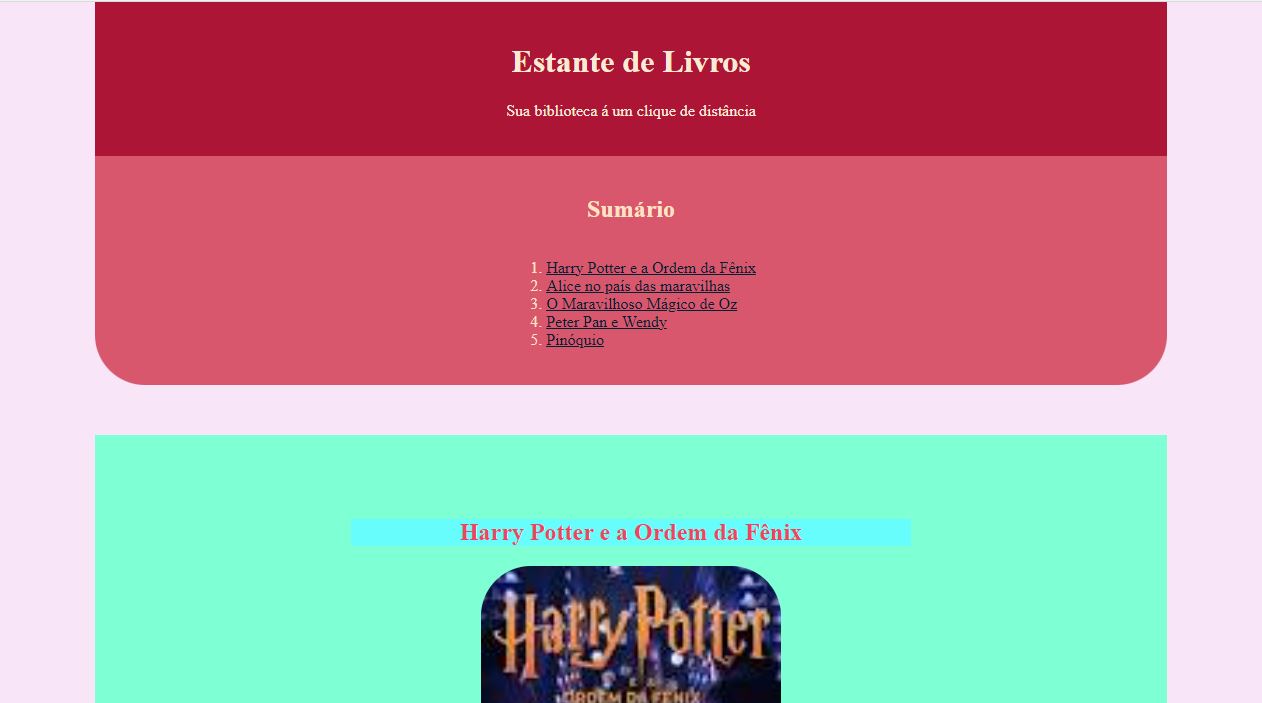 Estante de Livros
Sua biblioteca á um clique de distância
Sumário
1. Harry Potter e a Ordem da Fênix
2. Alice no país das maravilhas
3. O Maravilhoso Mágico de Oz
4. Peter Pan e Wendy
5. Pinóquio
Harry Potter e a Ordem da Fênix
Harry Potter
E A
ORDEM DA FÊNIX